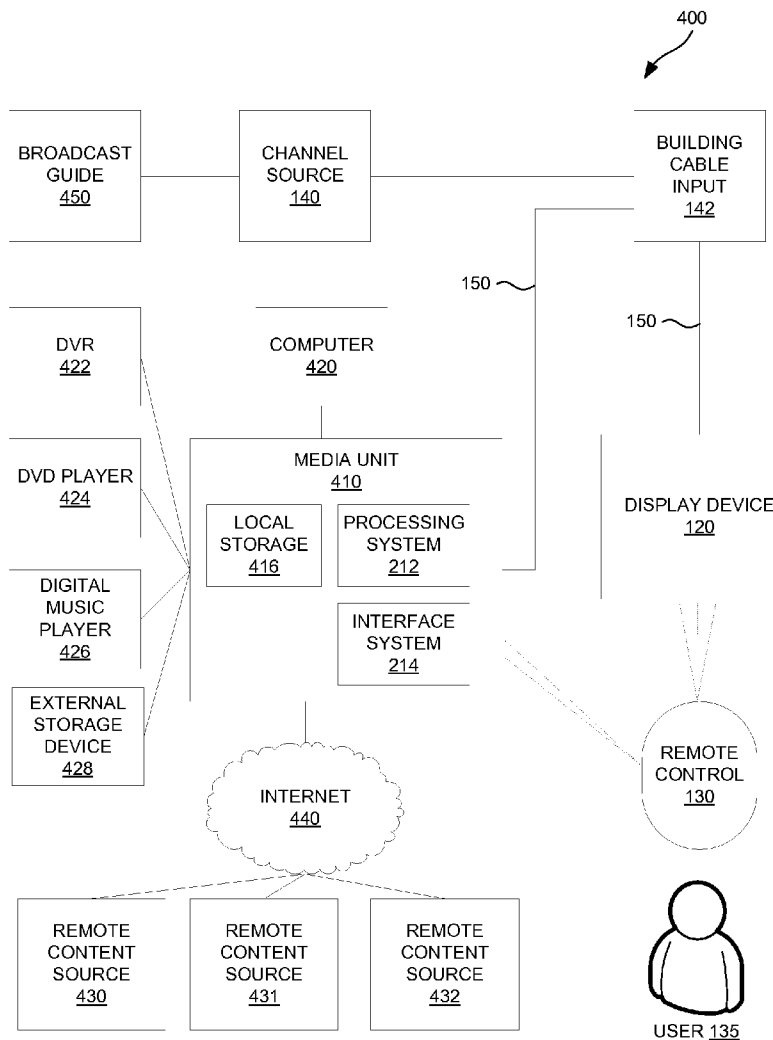 400
BROADCAST
GUIDE
450
CHANNEL
SOURCE
140
BUILDING
CABLE
INPUT
142
150
150
DVR
422
COMPUTER
420
DVD PLAYER
424
MEDIA UNIT
410
LOCAL
STORAGE
416
PROCESSING
SYSTEM
212
DISPLAY DEVICE
120
DIGITAL
MUSIC
PLAYER
426
INTERFACE
SYSTEM
214
EXTERNAL
STORAGE
DEVICE
428
REMOTE
CONTROL
130
INTERNET
440
REMOTE
CONTENT
SOURCE
430
REMOTE
CONTENT
SOURCE
431
REMOTE
CONTENT
SOURCE
432
USER 135